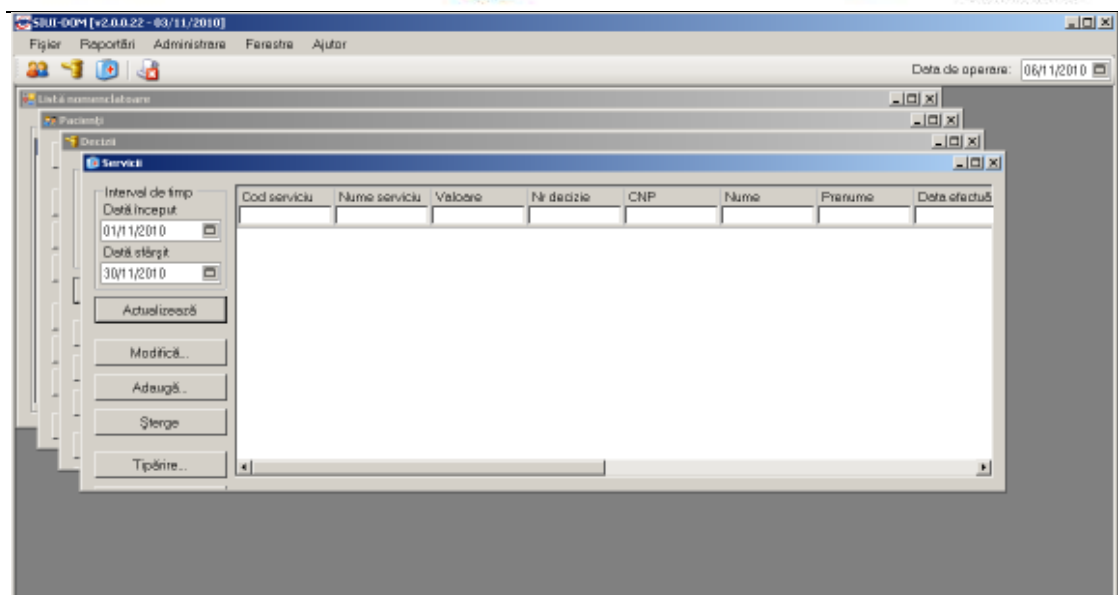 SIUI-DOM [v2.0.0.22 - 03/11/2010]
Fişier Raportări Administrare Ferestre Ajutor
Data de operare: 06/11/2010
Listă nomenclatoare
Pacienţi
Decizii
Servicii
Interval de timp
Dată început
01/11/2010
Dată sfârşit
30/11/2010
Actualizează
Modifică...
Adaugă...
Şterge
Tipărire...
Cod serviciu Nume serviciu Valoare Nr decizie CNP Nume Prenume Data efectuă